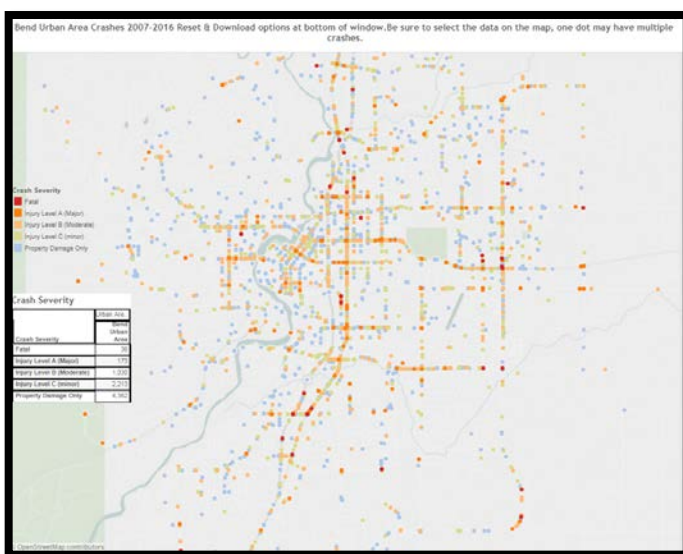 Bend Urban Area Crashes 2007-2016 Reset & Download options at bottom of window.Be sure to select the data on the map, one dot may have multiple
crashes.
Crash Severity
Fatal
Injury Level A (Major)
Injury Level B (Moderate)
Injury Level C (minor)
Property Damage Only
Crash Severity
Urban Ara..
Bend
Urban
Crash Severity Area
Fatal
Injury Level A (Major)
Injury Level B (Moderate)
Injury Level C (minor)
Property Damage Only
© OpenStreetMap contributors